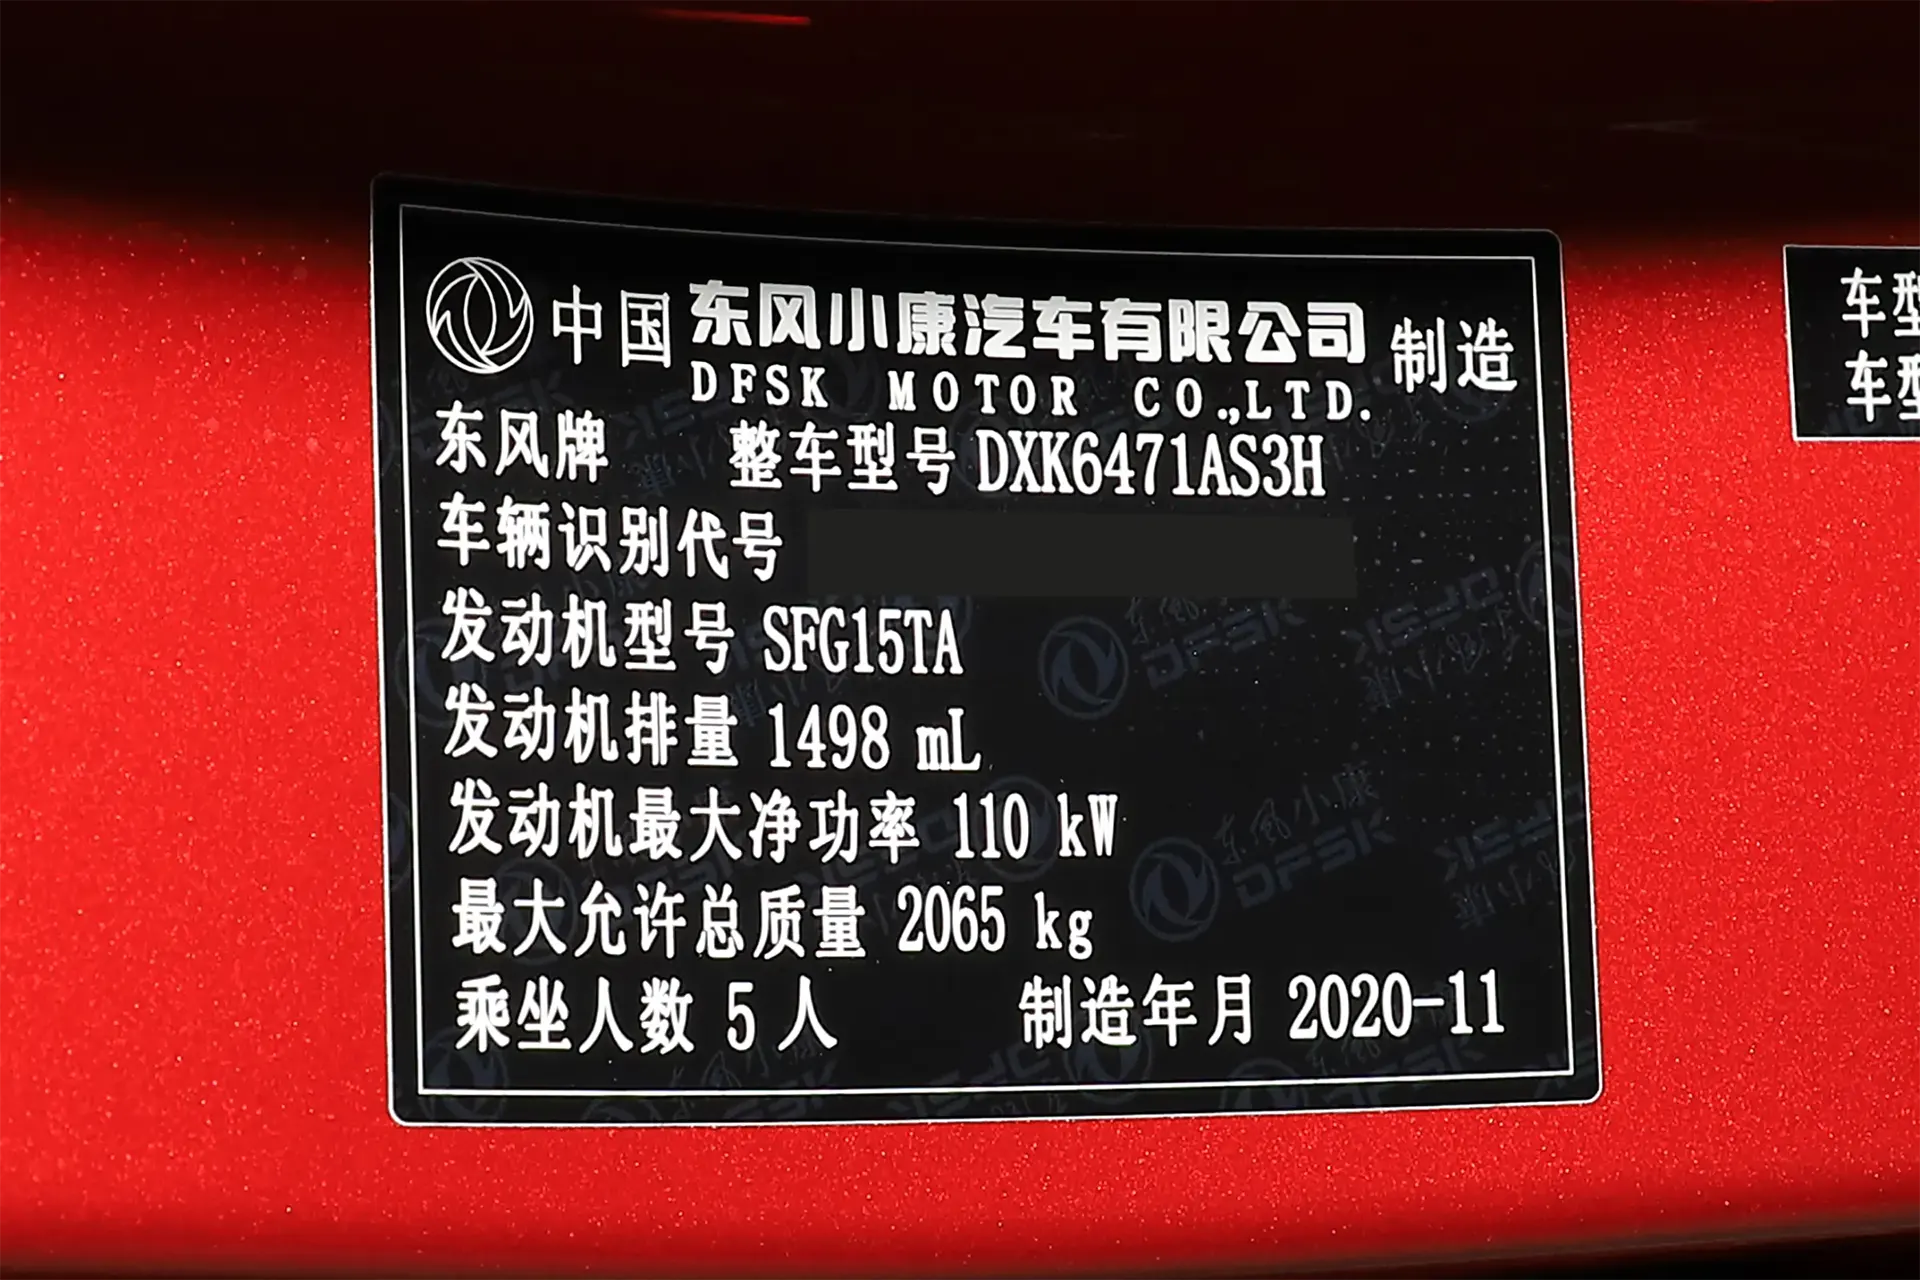 中国 东风小康汽车有限公司 制造
DFSK MOTOR CO.,LTD.
东风牌 整车型号 DXK6471AS3H
车辆识别代号
发动机型号 SFG15TA
发动机排量 1498 mL
发动机最大净功率 110 kW
最大允许总质量 2065 kg
乘坐人数 5 人 制造年月 2020-11
车型
车型